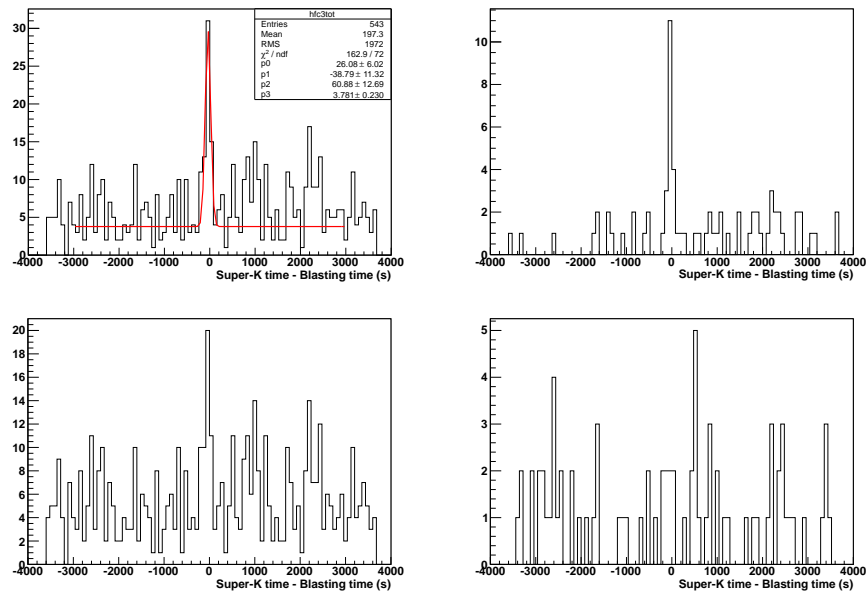 hfc3tot
Entries 543
Mean 197.3
RMS 1972
χ² / ndf 162.9 / 72
p0 26.08 ± 6.02
p1 -38.79 ± 11.32
p2 60.88 ± 12.69
p3 3.781 ± 0.230
30
25
20
15
10
5
0
-4000 -3000 -2000 -1000 0 1000 2000 3000 4000
Super-K time - Blasting time (s)
10
8
6
4
2
0
-4000 -3000 -2000 -1000 0 1000 2000 3000 4000
Super-K time - Blasting time (s)
20
18
16
14
12
10
8
6
4
2
0
-4000 -3000 -2000 -1000 0 1000 2000 3000 4000
Super-K time - Blasting time (s)
5
4
3
2
1
0
-4000 -3000 -2000 -1000 0 1000 2000 3000 4000
Super-K time - Blasting time (s)